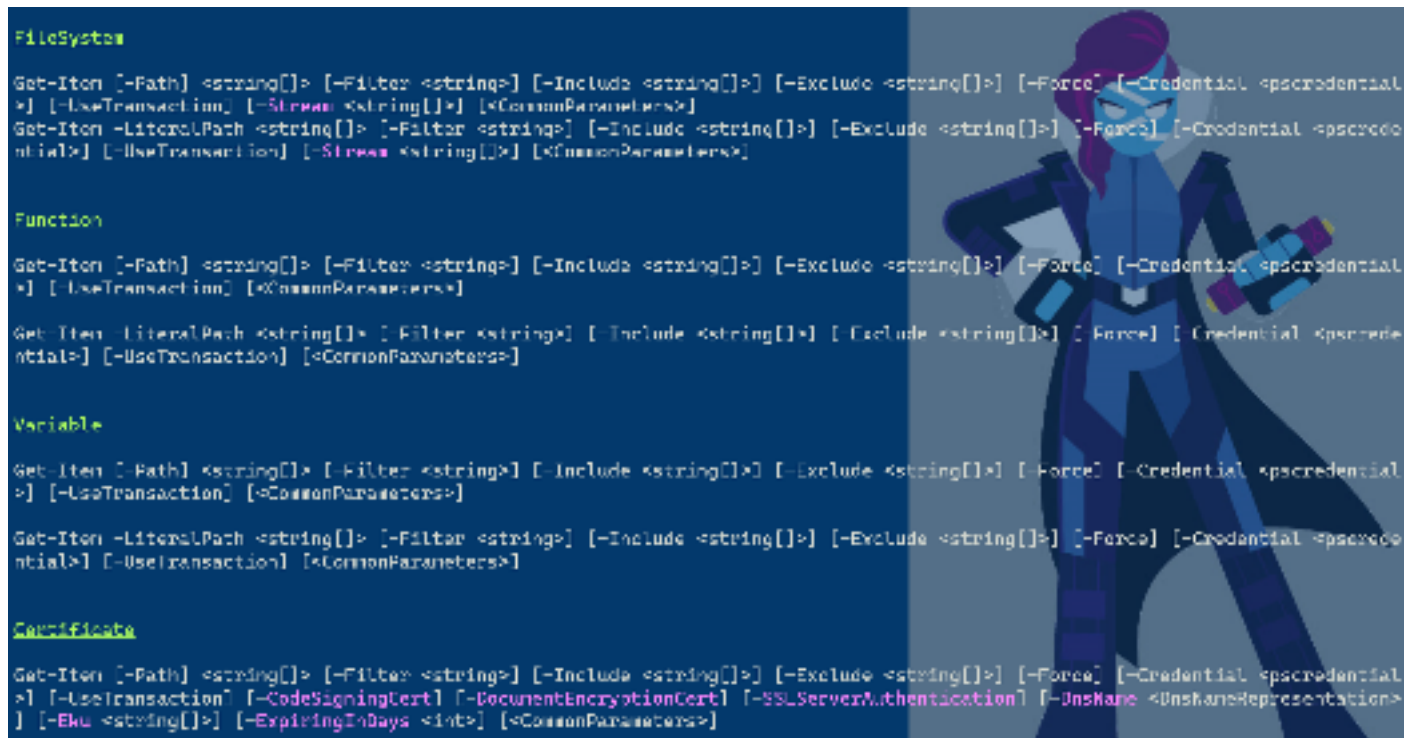 FileSystem
Get-Item [-Path] <string[]> [-Filter <string>] [-Include <string[]>] [-Exclude <string[]>] [-Force] [-Credential <pscredential
>] [-UseTransaction] [-Stream <string[]>] [<CommonParameters>]
Get-Item -LiteralPath <string[]> [-Filter <string>] [-Include <string[]>] [-Exclude <string[]>] [-Force] [-Credential <pscrede
ntial>] [-UseTransaction] [-Stream <string[]>] [<CommonParameters>]
Function
Get-Item [-Path] <string[]> [-Filter <string>] [-Include <string[]>] [-Exclude <string[]>] [-Force] [-Credential <pscredential
>] [-UseTransaction] [<CommonParameters>]
Get-Item -LiteralPath <string[]> [-Filter <string>] [-Include <string[]>] [-Exclude <string[]>] [-Force] [-Credential <pscrede
ntial>] [-UseTransaction] [<CommonParameters>]
Variable
Get-Item [-Path] <string[]> [-Filter <string>] [-Include <string[]>] [-Exclude <string[]>] [-Force] [-Credential <pscredential
>] [-UseTransaction] [<CommonParameters>]
Get-Item -LiteralPath <string[]> [-Filter <string>] [-Include <string[]>] [-Exclude <string[]>] [-Force] [-Credential <pscrede
ntial>] [-UseTransaction] [<CommonParameters>]
Certificate
Get-Item [-Path] <string[]> [-Filter <string>] [-Include <string[]>] [-Exclude <string[]>] [-Force] [-Credential <pscredential
>] [-UseTransaction] [-CodeSigningCert] [-DocumentEncryptionCert] [-SSLServerAuthentication] [-DnsName <DnsNameRepresentation>
] [-Eku <string[]>] [-ExpiringInDays <int>] [<CommonParameters>]